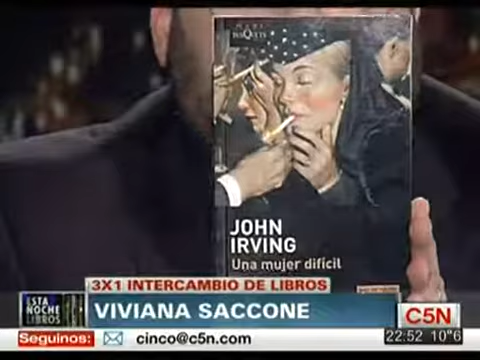 MAXI
TUSQUETS
JOHN
IRVING
Una mujer difícil
3X1 INTERCAMBIO DE LIBROS
ESTA
NOCHE
LIBROS
VIVIANA SACCONE
C5N
Seguinos: cinco@c5n.com
22:52 10°6